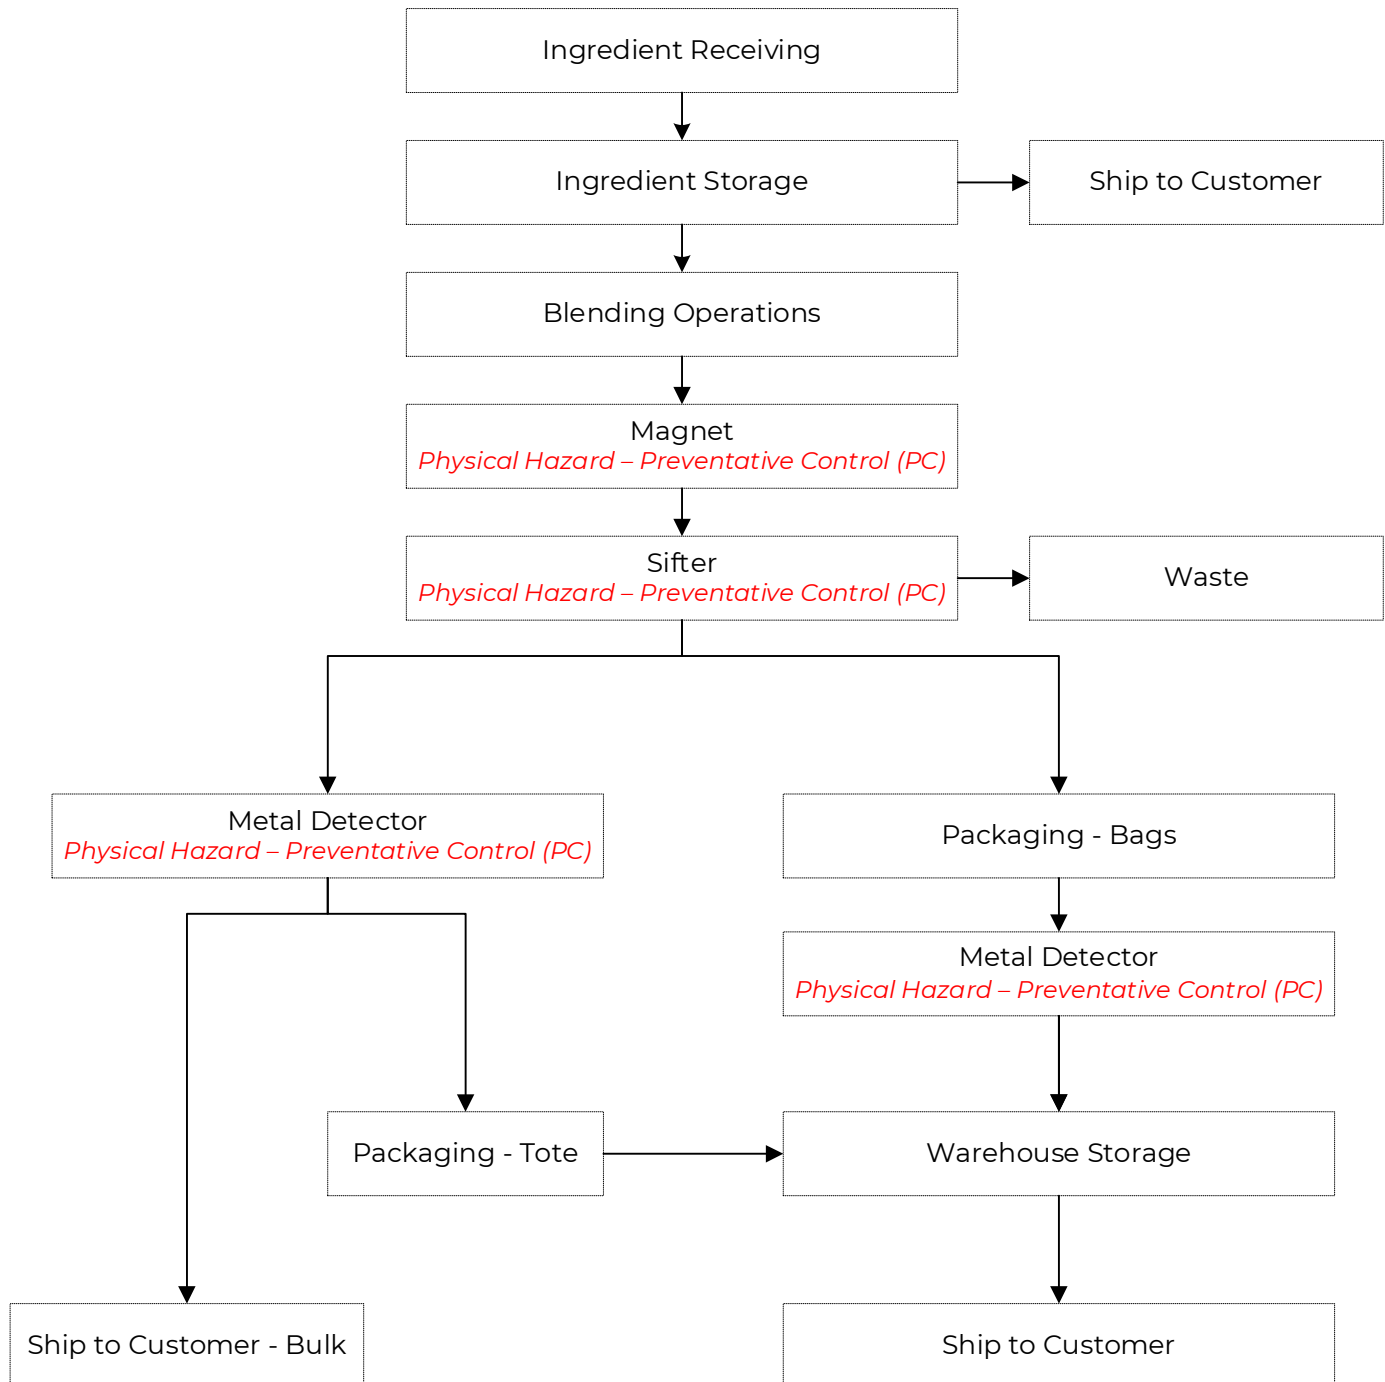 Ingredient Receiving
Ingredient Storage
Ship to Customer
Blending Operations
Magnet
Physical Hazard – Preventative Control (PC)
Sifter
Physical Hazard – Preventative Control (PC)
Waste
Metal Detector
Physical Hazard – Preventative Control (PC)
Packaging - Bags
Metal Detector
Physical Hazard – Preventative Control (PC)
Packaging - Tote
Warehouse Storage
Ship to Customer - Bulk
Ship to Customer